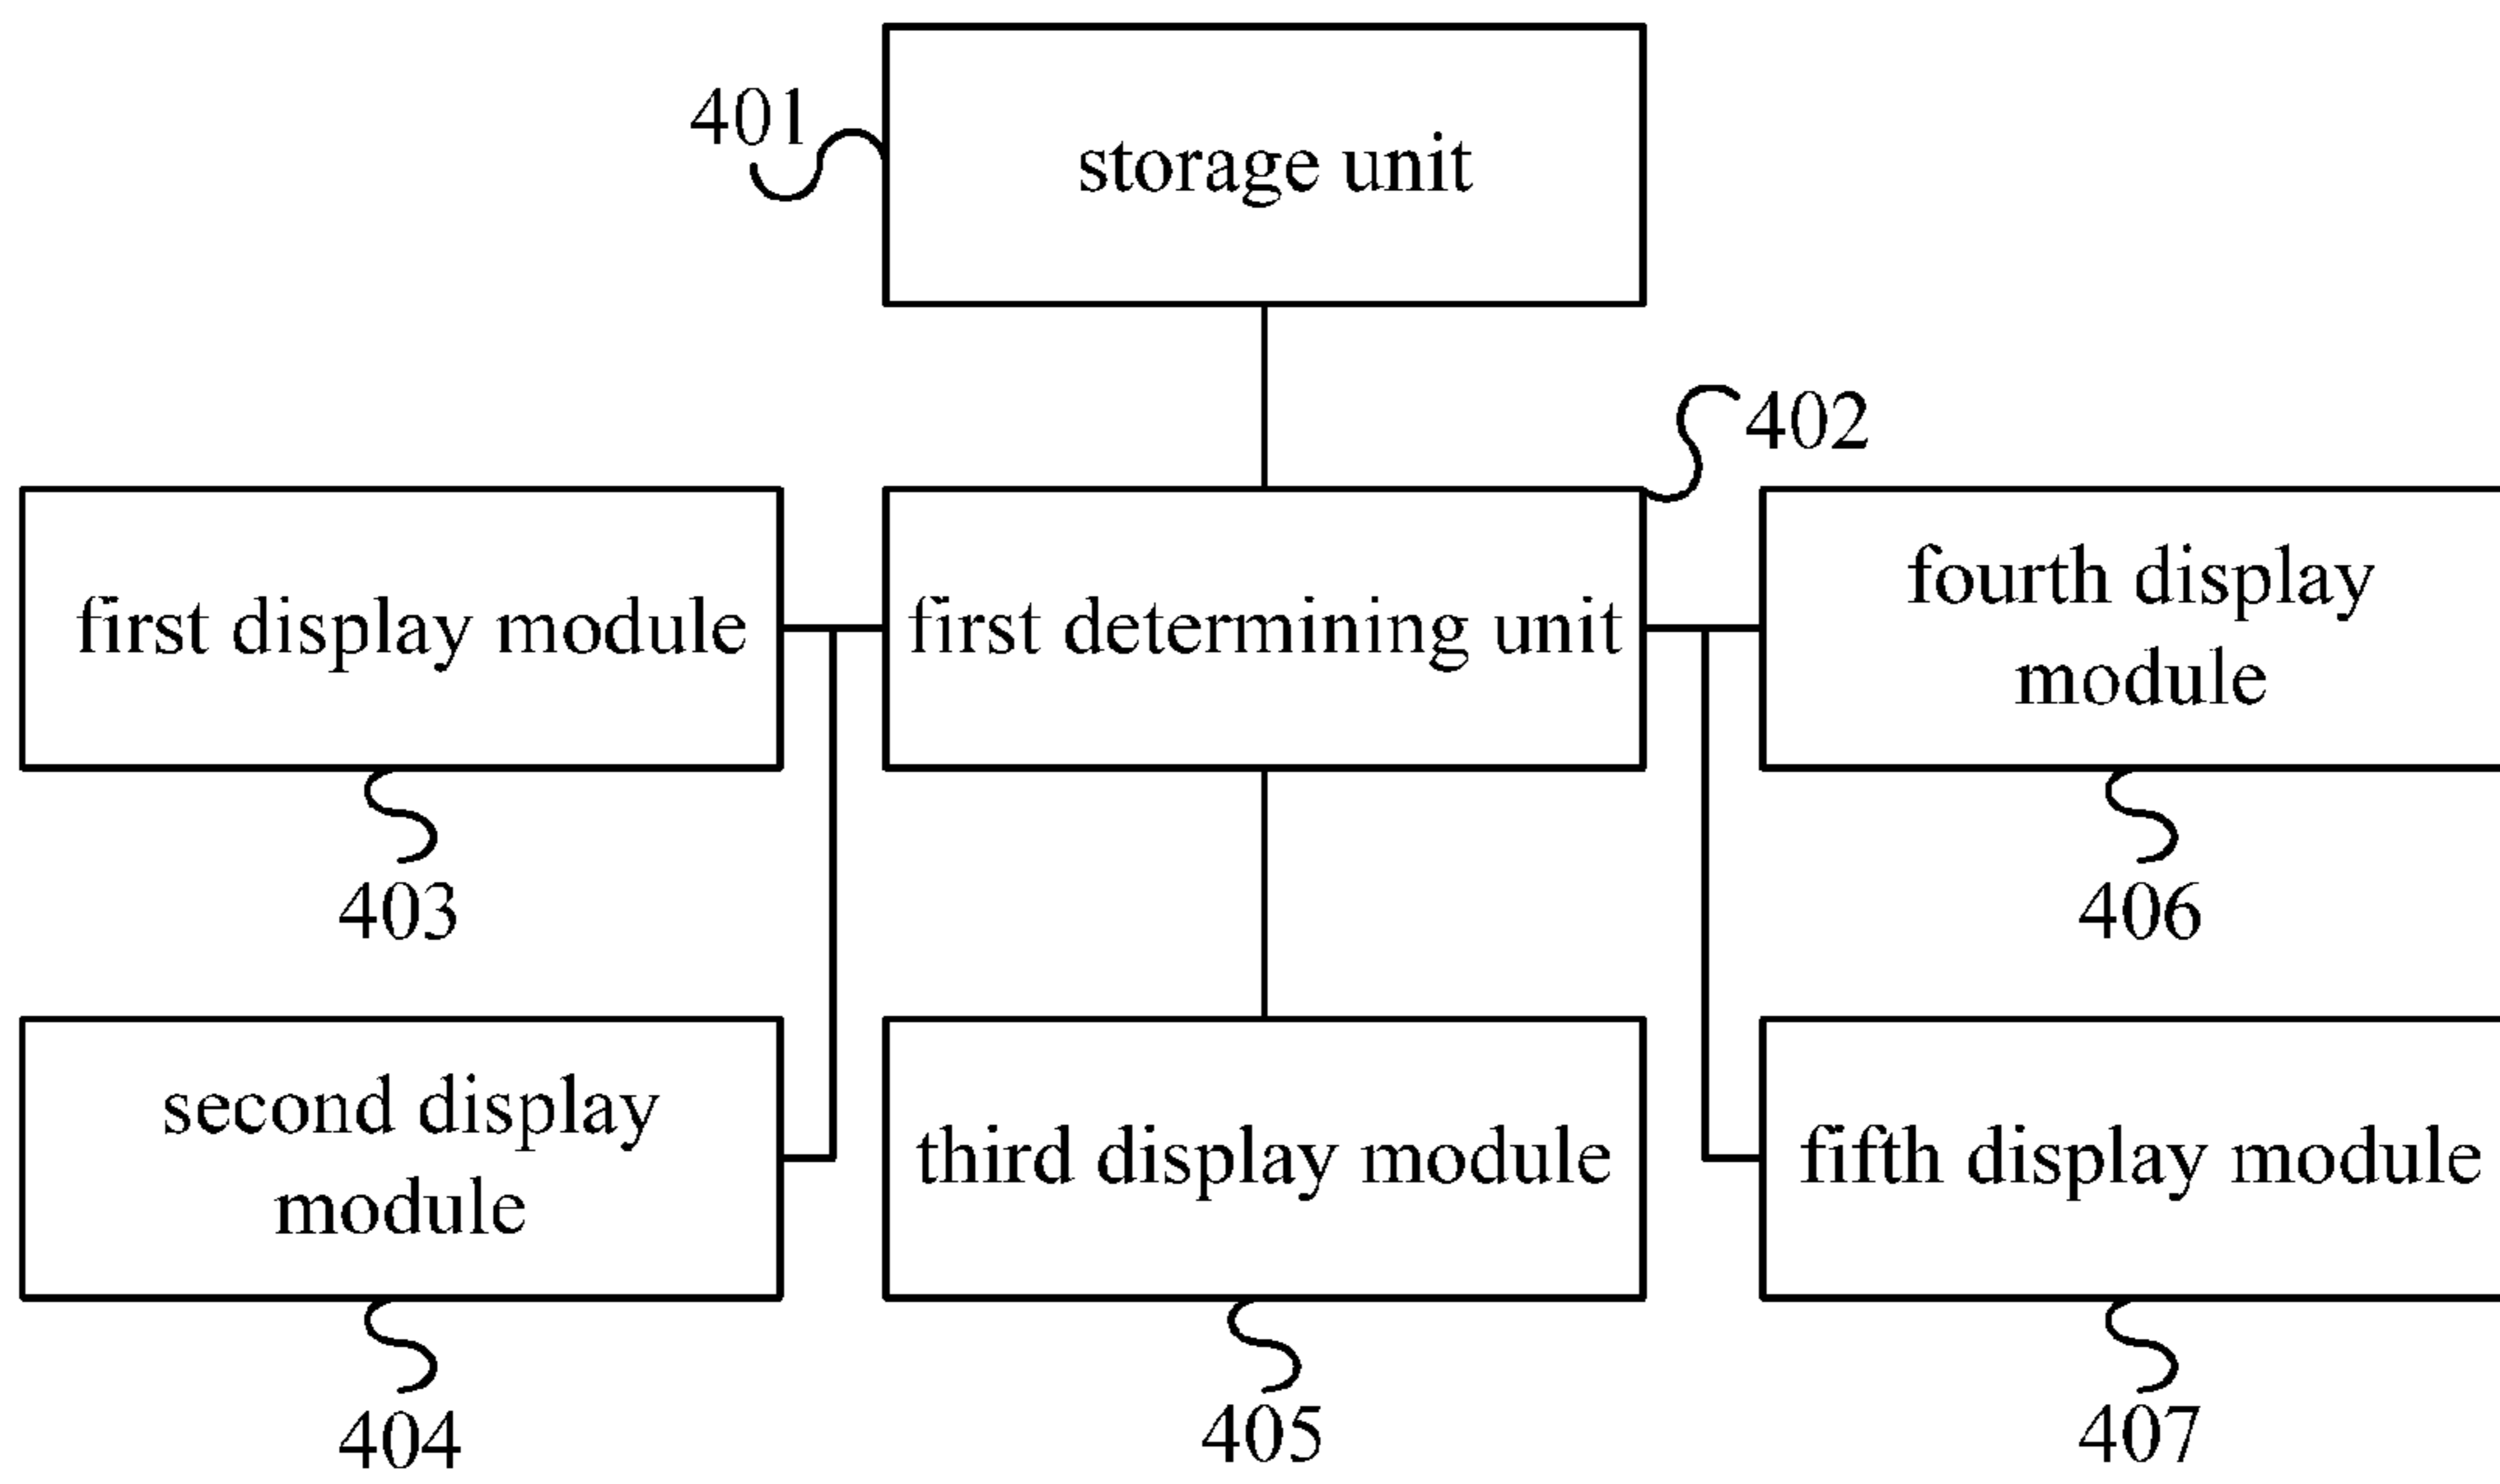 401
storage unit
402
first display module
first determining unit
fourth display
module
403
406
second display
module
third display module
fifth display module
404
405
407